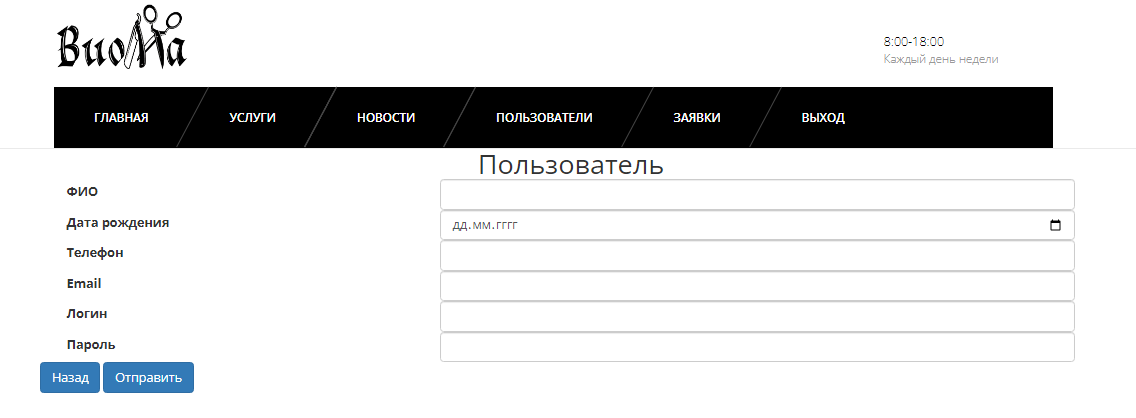 Виола
8:00-18:00
Каждый день недели
ГЛАВНАЯ УСЛУГИ НОВОСТИ ПОЛЬЗОВАТЕЛИ ЗАЯВКИ ВЫХОД
Пользователь
ФИО
Дата рождения дд.мм.гггг
Телефон
Email
Логин
Пароль
Назад Отправить